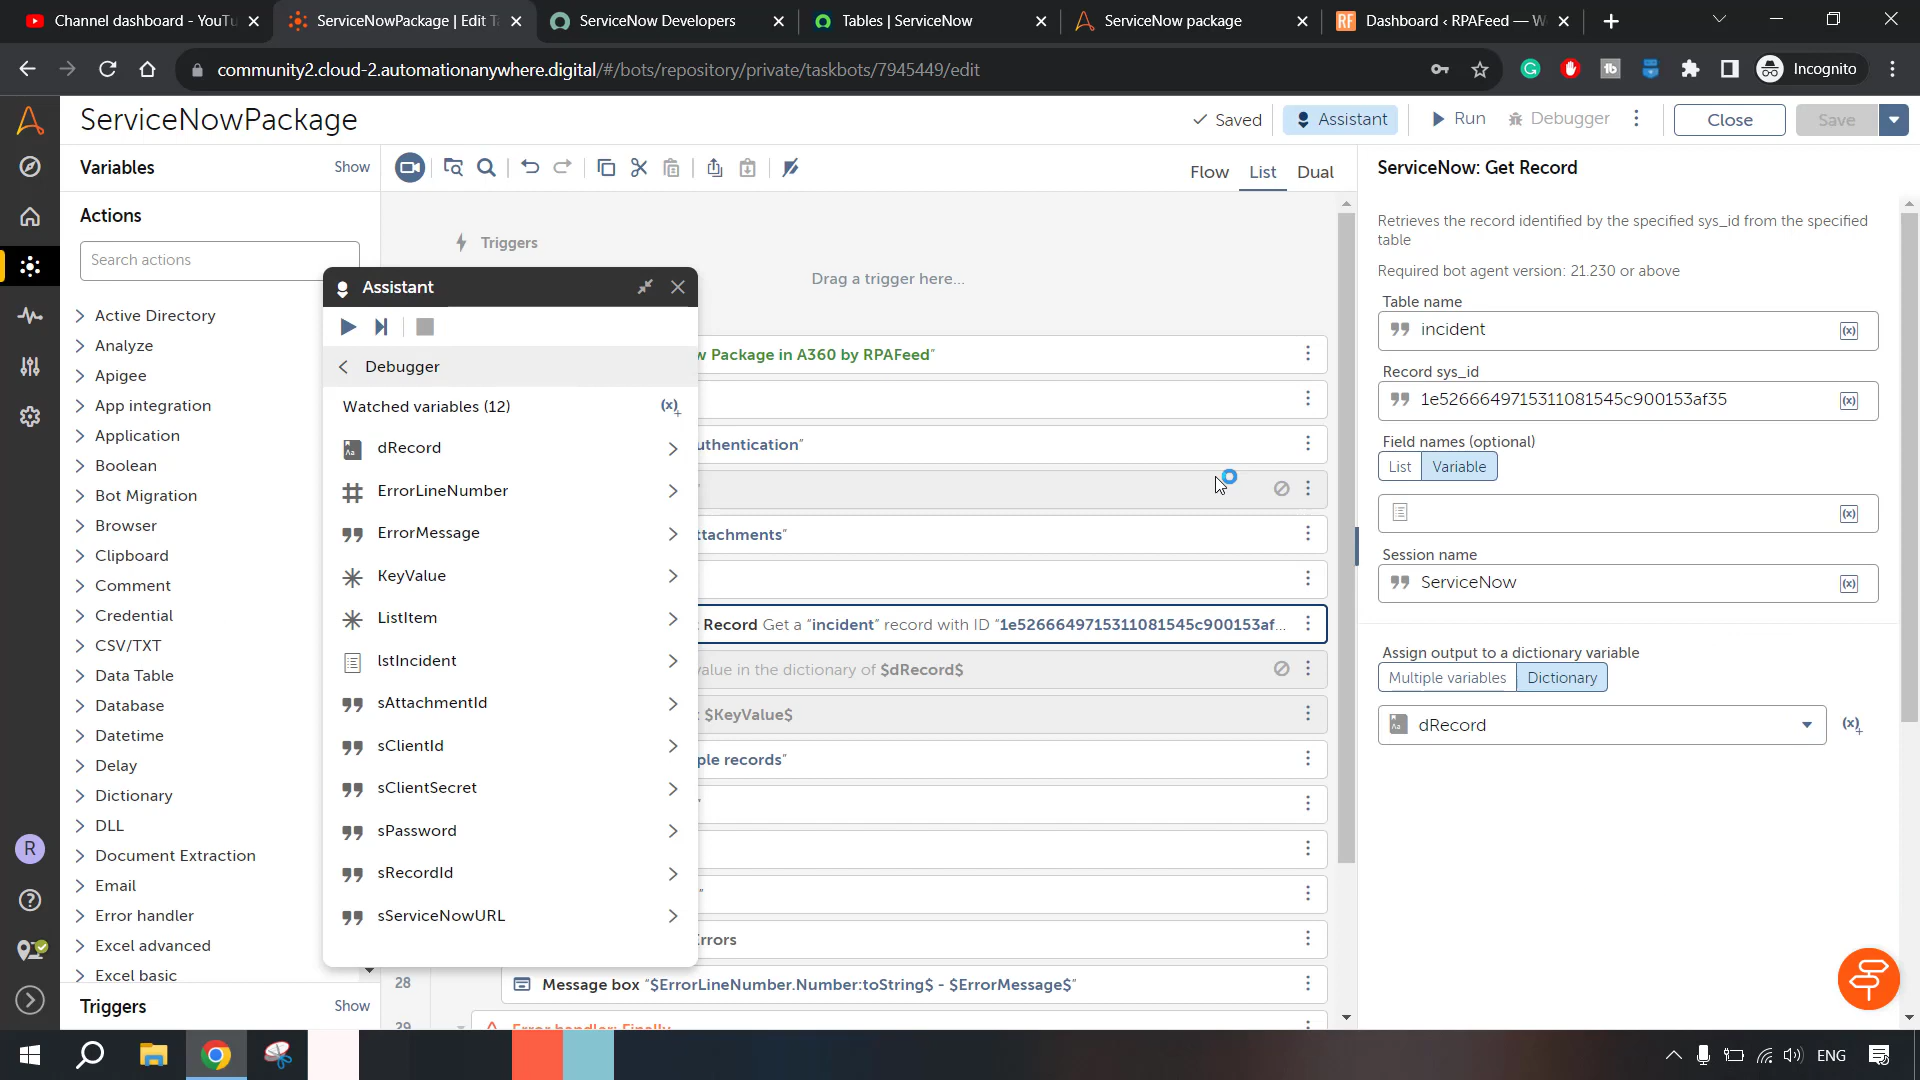 Channel dashboard - YouTu
ServiceNowPackage | Edit Ta
ServiceNow Developers
Tables | ServiceNow
ServiceNow package
Dashboard ‹ RPAFeed — W
community2.cloud-2.automationanywhere.digital/#/bots/repository/private/taskbots/7945449/edit
Incognito
ServiceNowPackage
Saved
Assistant
Run
Debugger
Close
Save
Variables
Show
Flow
List
Dual
Actions
Search actions
Active Directory
Analyze
Apigee
App integration
Application
Boolean
Bot Migration
Browser
Clipboard
Comment
Credential
CSV/TXT
Data Table
Database
Datetime
Delay
Dictionary
DLL
Document Extraction
Email
Error handler
Excel advanced
Excel basic
Triggers
Show
R
Assistant
Debugger
Watched variables (12)
dRecord
ErrorLineNumber
ErrorMessage
KeyValue
ListItem
lstIncident
sAttachmentId
sClientId
sClientSecret
sPassword
sRecordId
sServiceNowURL
Triggers
Drag a trigger here...
w Package in A360 by RPAFeed"
uthentication"
ttachments"
Record Get a "incident" record with ID "1e5266649715311081545c900153af...
value in the dictionary of $dRecord$
: $KeyValue$
ple records"
Errors
28
Message box "$ErrorLineNumber.Number:toString$ - $ErrorMessage$"
29
Error handler: Finally
ServiceNow: Get Record
Retrieves the record identified by the specified sys_id from the specified
table
Required bot agent version: 21.230 or above
Table name
incident
Record sys_id
1e5266649715311081545c900153af35
Field names (optional)
List
Variable
Session name
ServiceNow
Assign output to a dictionary variable
Multiple variables
Dictionary
dRecord
ENG